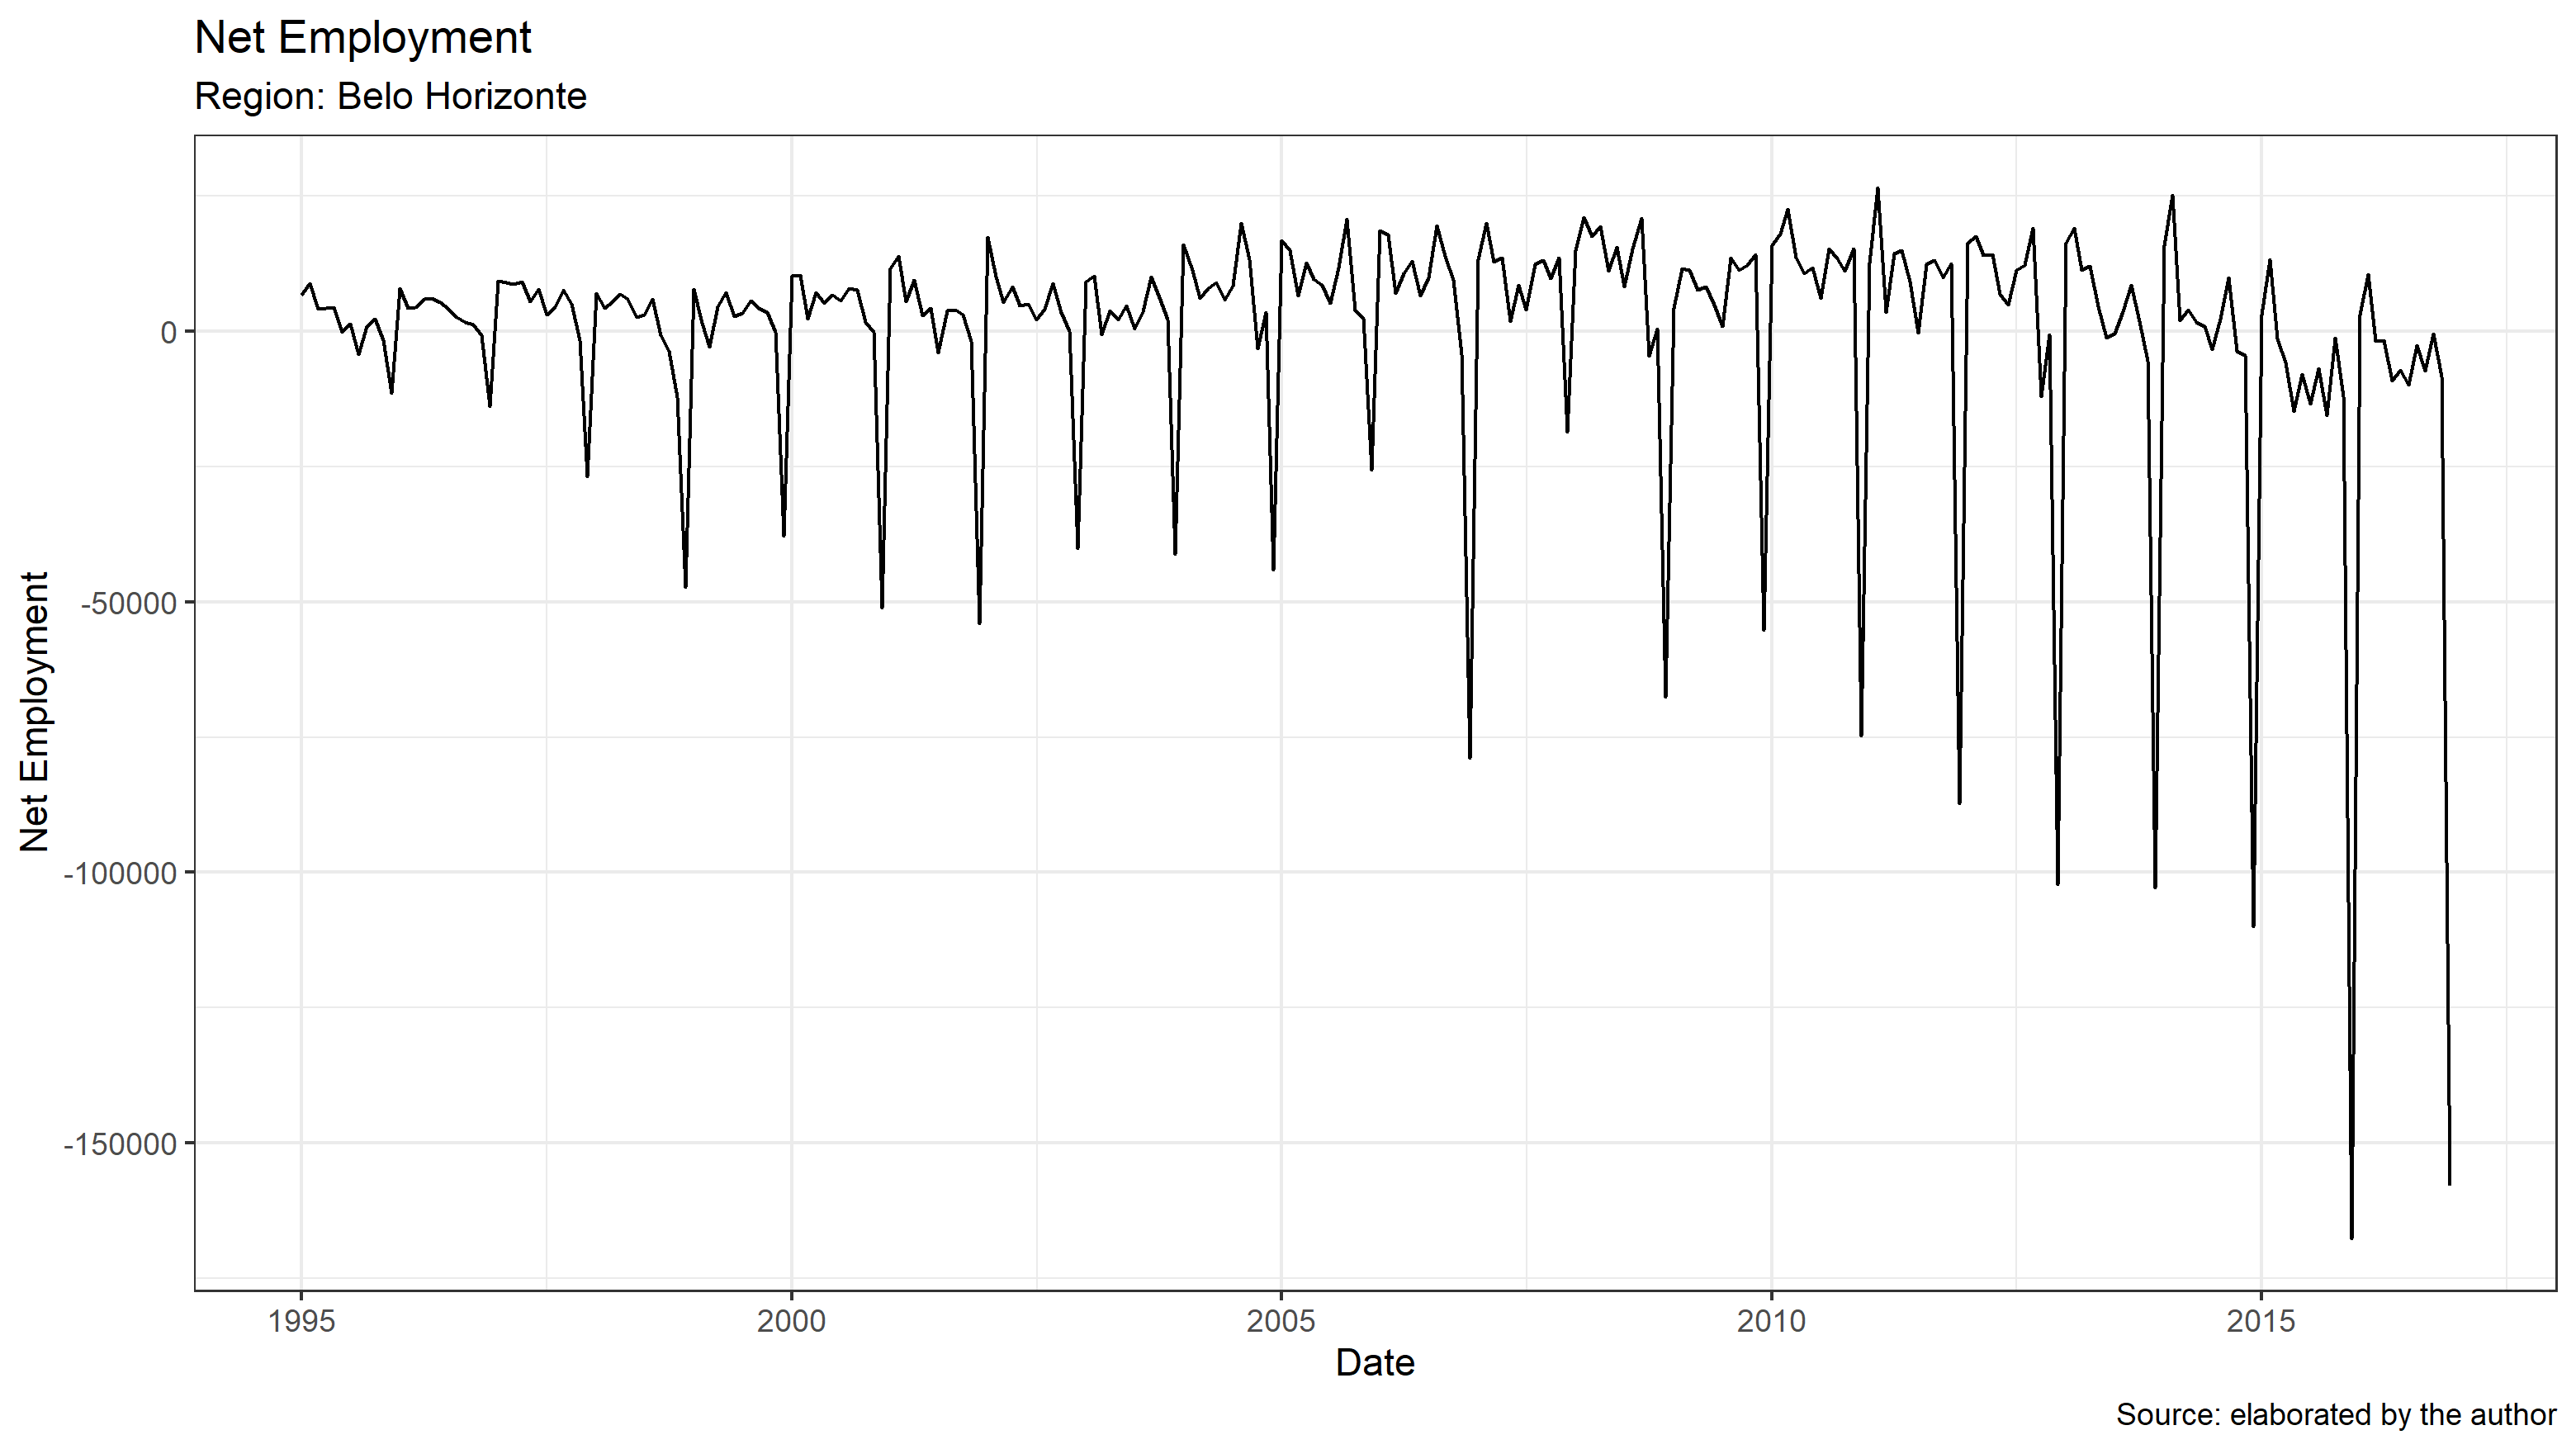 Net Employment
Region: Belo Horizonte
Net Employment
0
-50000
-100000
-150000
1995
2000
2005
2010
2015
Date
Source: elaborated by the author